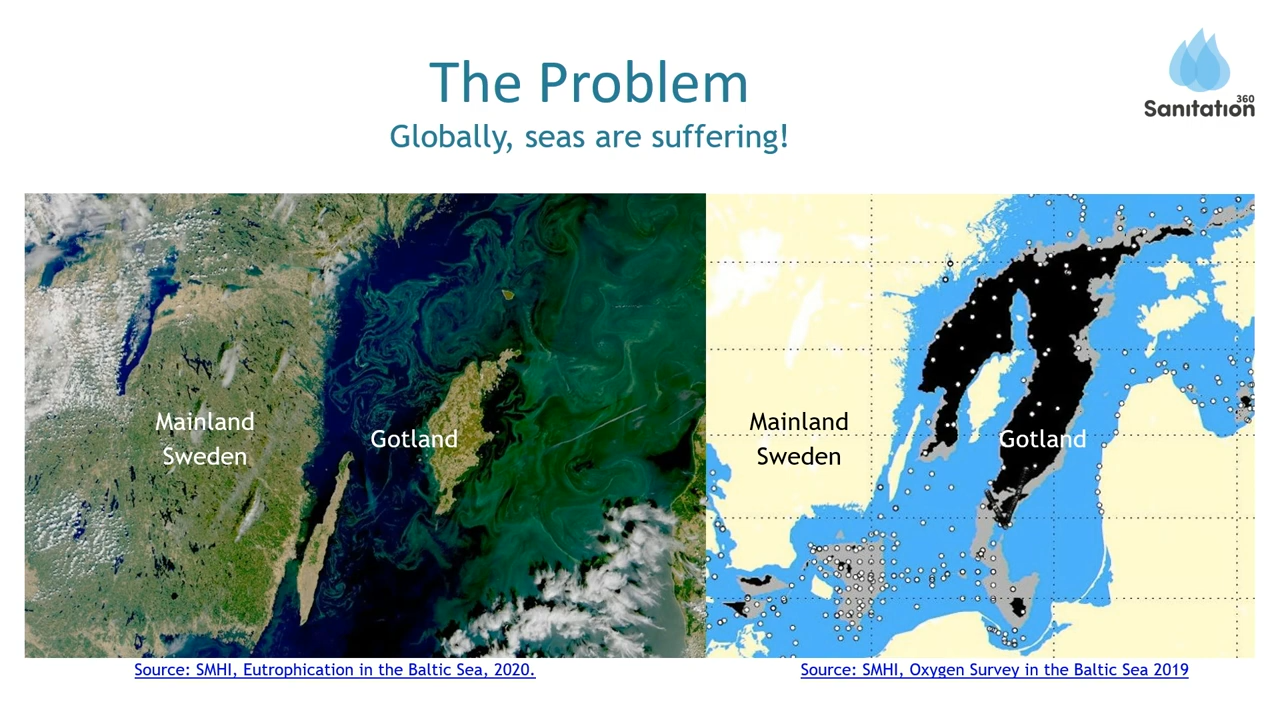 The Problem
Globally, seas are suffering!
360
Sanitation
Mainland
Sweden
Gotland
Mainland
Sweden
Gotland
Source: SMHI, Eutrophication in the Baltic Sea, 2020.
Source: SMHI, Oxygen Survey in the Baltic Sea 2019